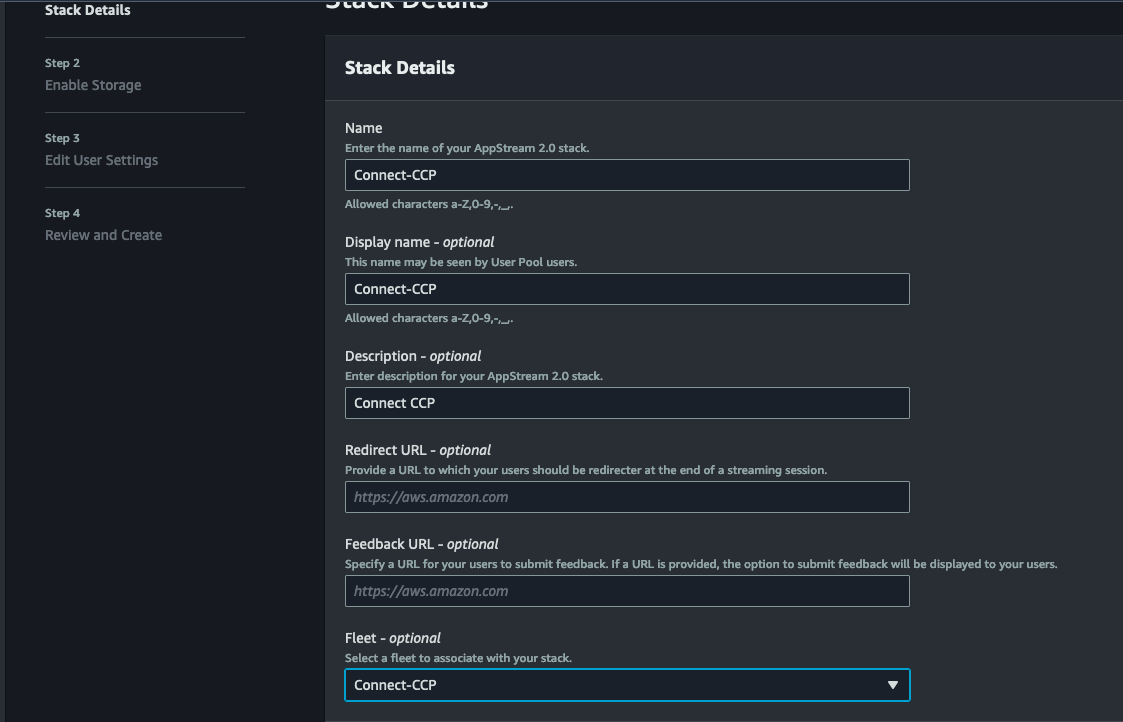 Stack Details
Stack Details
Step 2
Enable Storage
Step 3
Edit User Settings
Step 4
Review and Create
Stack Details
Name
Enter the name of your AppStream 2.0 stack.
Connect-CCP
Allowed characters a-Z,0-9,-,_,.
Display name - optional
This name may be seen by User Pool users.
Connect-CCP
Allowed characters a-Z,0-9,-,_,.
Description - optional
Enter description for your AppStream 2.0 stack.
Connect CCP
Redirect URL - optional
Provide a URL to which your users should be redirecter at the end of a streaming session.
https://aws.amazon.com
Feedback URL - optional
Specify a URL for your users to submit feedback. If a URL is provided, the option to submit feedback will be displayed to your users.
https://aws.amazon.com
Fleet - optional
Select a fleet to associate with your stack.
Connect-CCP